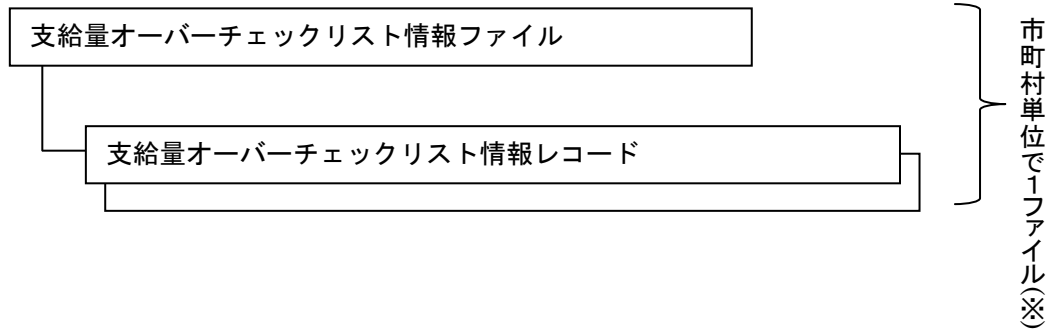 支給量オーバーチェックリスト情報ファイル
支給量オーバーチェックリスト情報レコード
市町村単位で1ファイル(※)